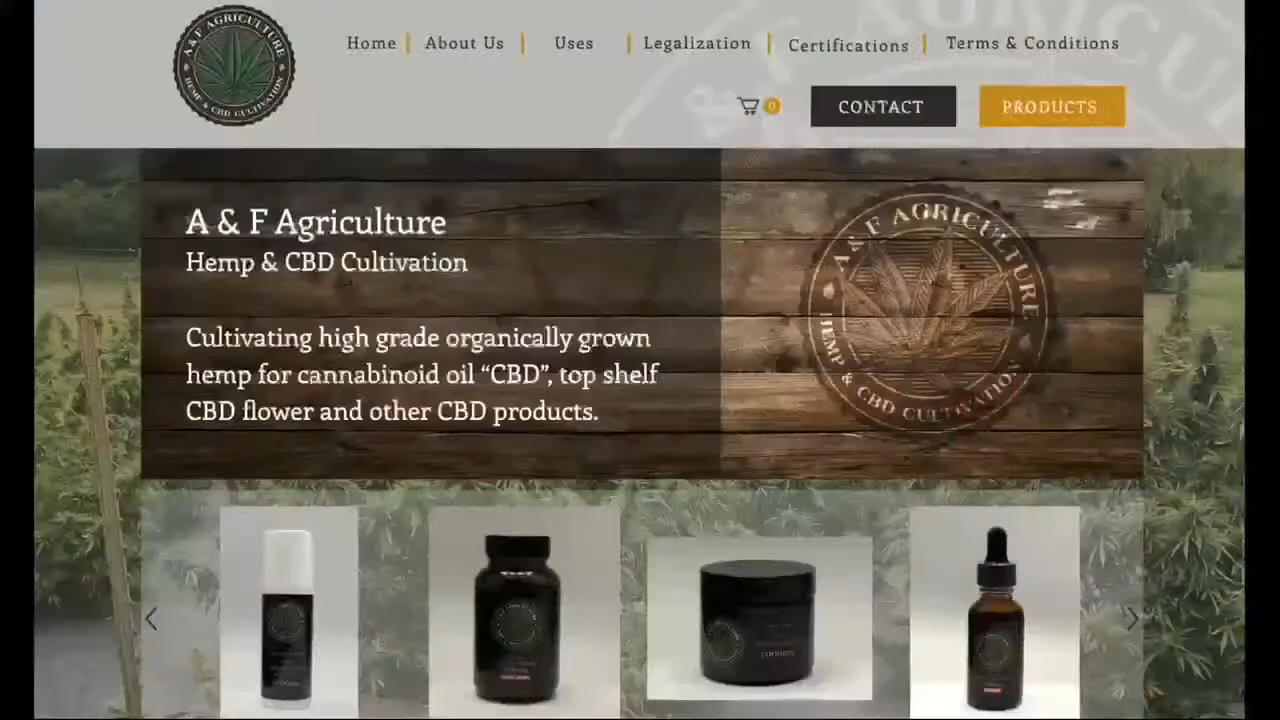 A & F AGRICULTURE
HEMP & CBD CULTIVATION
Home
About Us
Uses
Legalization
Certifications
Terms & Conditions
0
CONTACT
PRODUCTS
A & F Agriculture
Hemp & CBD Cultivation
Cultivating high grade organically grown
hemp for cannabinoid oil “CBD”, top shelf
CBD flower and other CBD products.
A & F AGRICULTURE
HEMP & CBD CULTIVATION